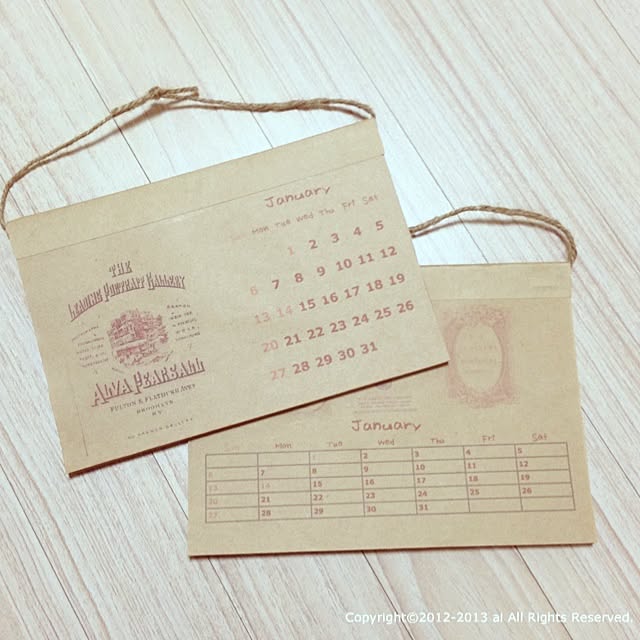 THE
LEADING PORTRAIT GALLERY
ALVA PEARSALL
FULTON & FLATBUSH AVS
BROOKLYN
N.Y.
January
Mon Tue Wed Thu Fri Sat
1 2 3 4 5
6 7 8 9 10 11 12
13 14 15 16 17 18 19
20 21 22 23 24 25 26
27 28 29 30 31
January
Sun Mon Tue Wed Thu Fri Sat
1 2 3 4 5
7 8 9 10 11 12
13 14 15 16 17 18 19
20 21 22 23 24 25 26
27 28 29 30 31
Copyright©2012-2013 al All Rights Reserved.